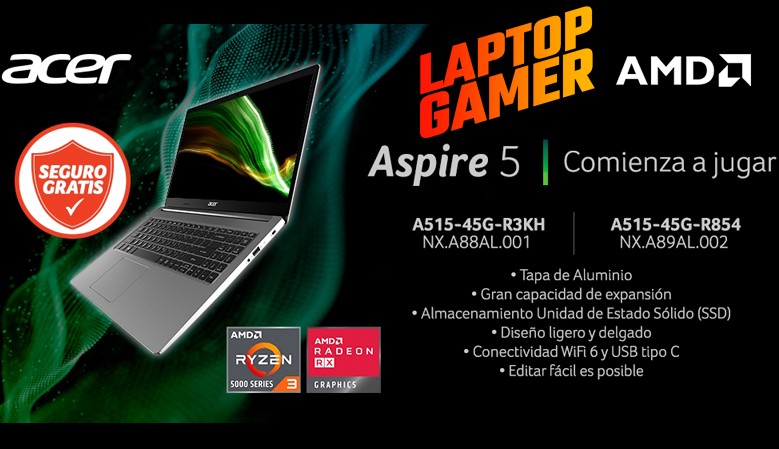 acer
LAPTOP
GAMER
AMD
Aspire 5
Comienza a jugar
SEGURO
GRATIS
acer
A515-45G-R3KH
NX.A88AL.001
A515-45G-R854
NX.A89AL.002
• Tapa de Aluminio
• Gran capacidad de expansión
• Almacenamiento Unidad de Estado Sólido (SSD)
• Diseño ligero y delgado
• Conectividad WiFi 6 y USB tipo C
• Editar fácil es posible
AMD
RYZEN
5000 SERIES 3
AMD
RADEON
RX
GRAPHICS